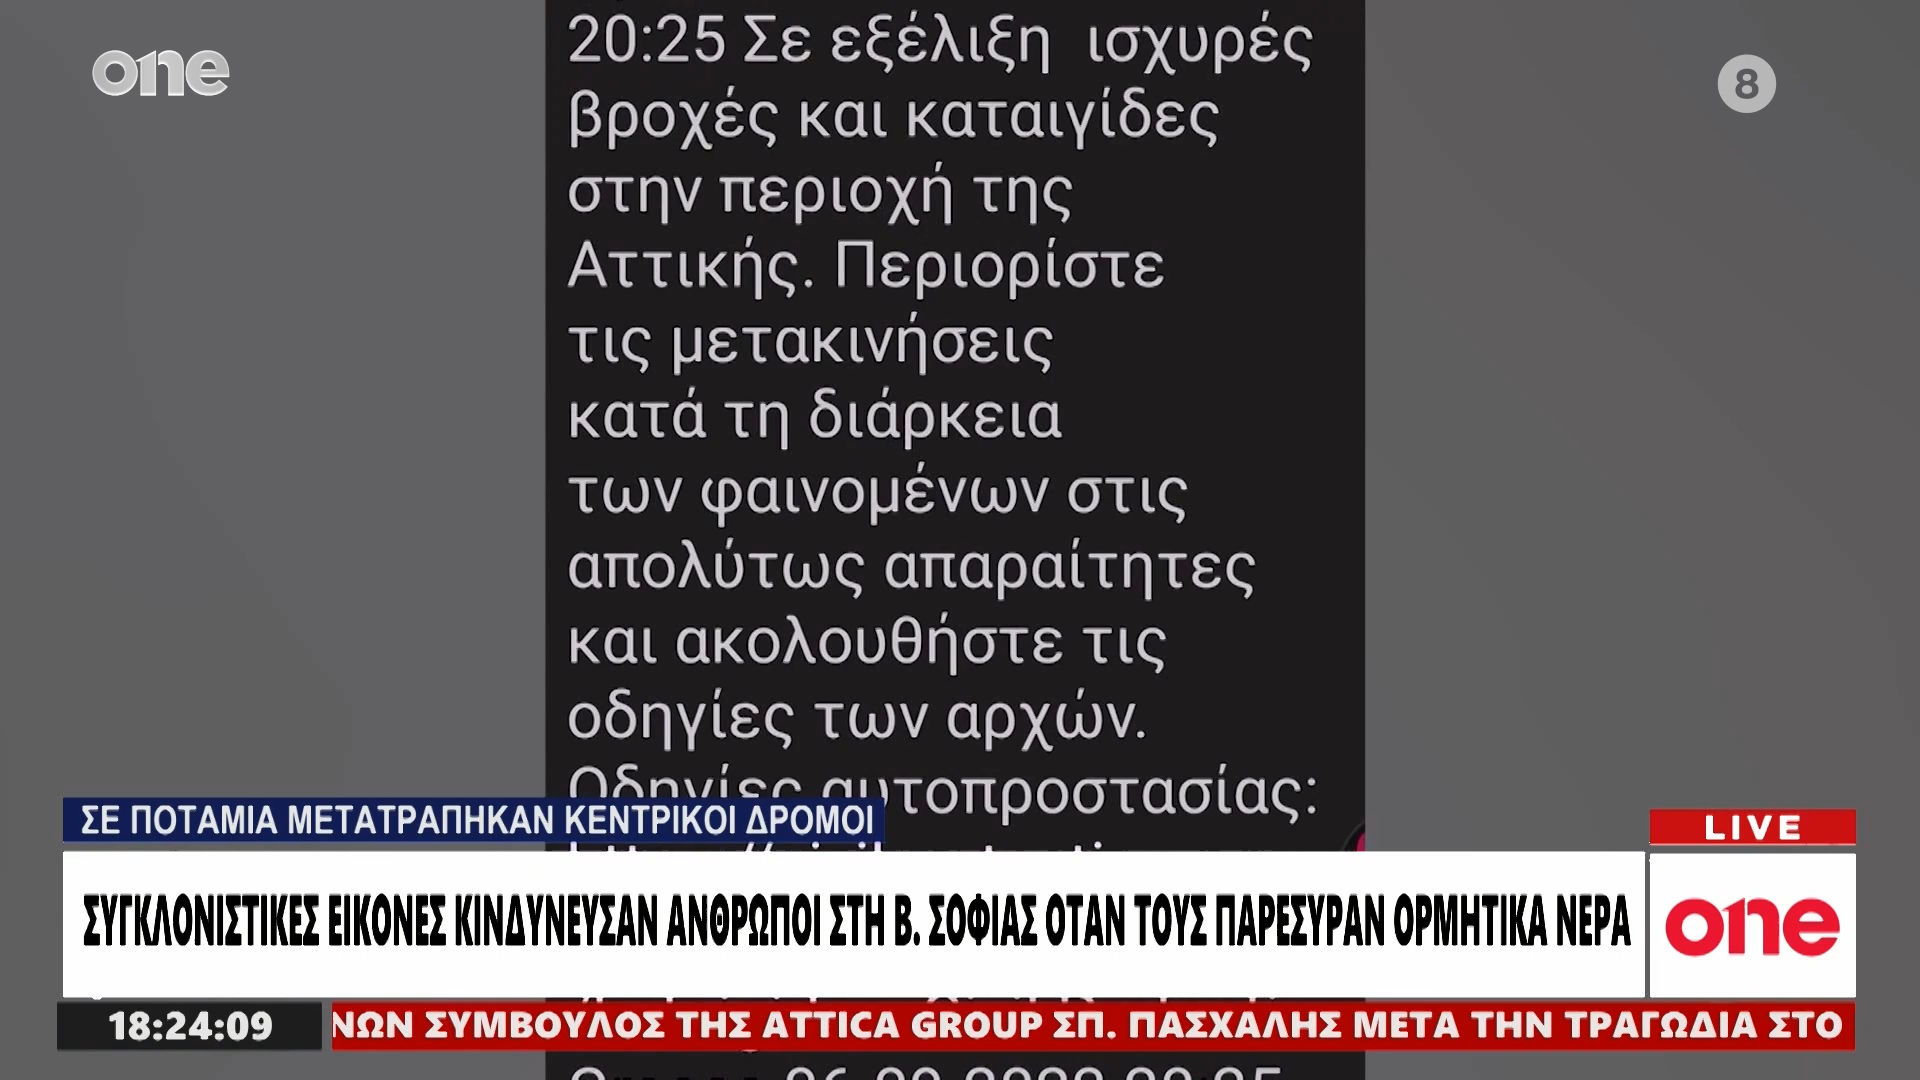 one
8
20:25 Σε εξέλιξη ισχυρές
βροχές και καταιγίδες
στην περιοχή της
Αττικής. Περιορίστε
τις μετακινήσεις
κατά τη διάρκεια
των φαινομένων στις
απολύτως απαραίτητες
και ακολουθήστε τις
οδηγίες των αρχών.
Οδηγίες αυτοπροστασίας:
ΣΕ ΠΟΤΑΜΙΑ ΜΕΤΑΤΡΑΠΗΚΑΝ ΚΕΝΤΡΙΚΟΙ ΔΡΟΜΟΙ
LIVE
ΣΥΓΚΛΟΝΙΣΤΙΚΕΣ ΕΙΚΟΝΕΣ ΚΙΝΔΥΝΕΥΣΑΝ ΑΝΘΡΩΠΟΙ ΣΤΗ Β. ΣΟΦΙΑΣ ΟΤΑΝ ΤΟΥΣ ΠΑΡΕΣΥΡΑΝ ΟΡΜΗΤΙΚΑ ΝΕΡΑ
one
18:24:09
ΝΩΝ ΣΥΜΒΟΥΛΟΣ ΤΗΣ ATTICA GROUP ΣΠ. ΠΑΣΧΑΛΗΣ ΜΕΤΑ ΤΗΝ ΤΡΑΓΩΔΙΑ ΣΤΟ